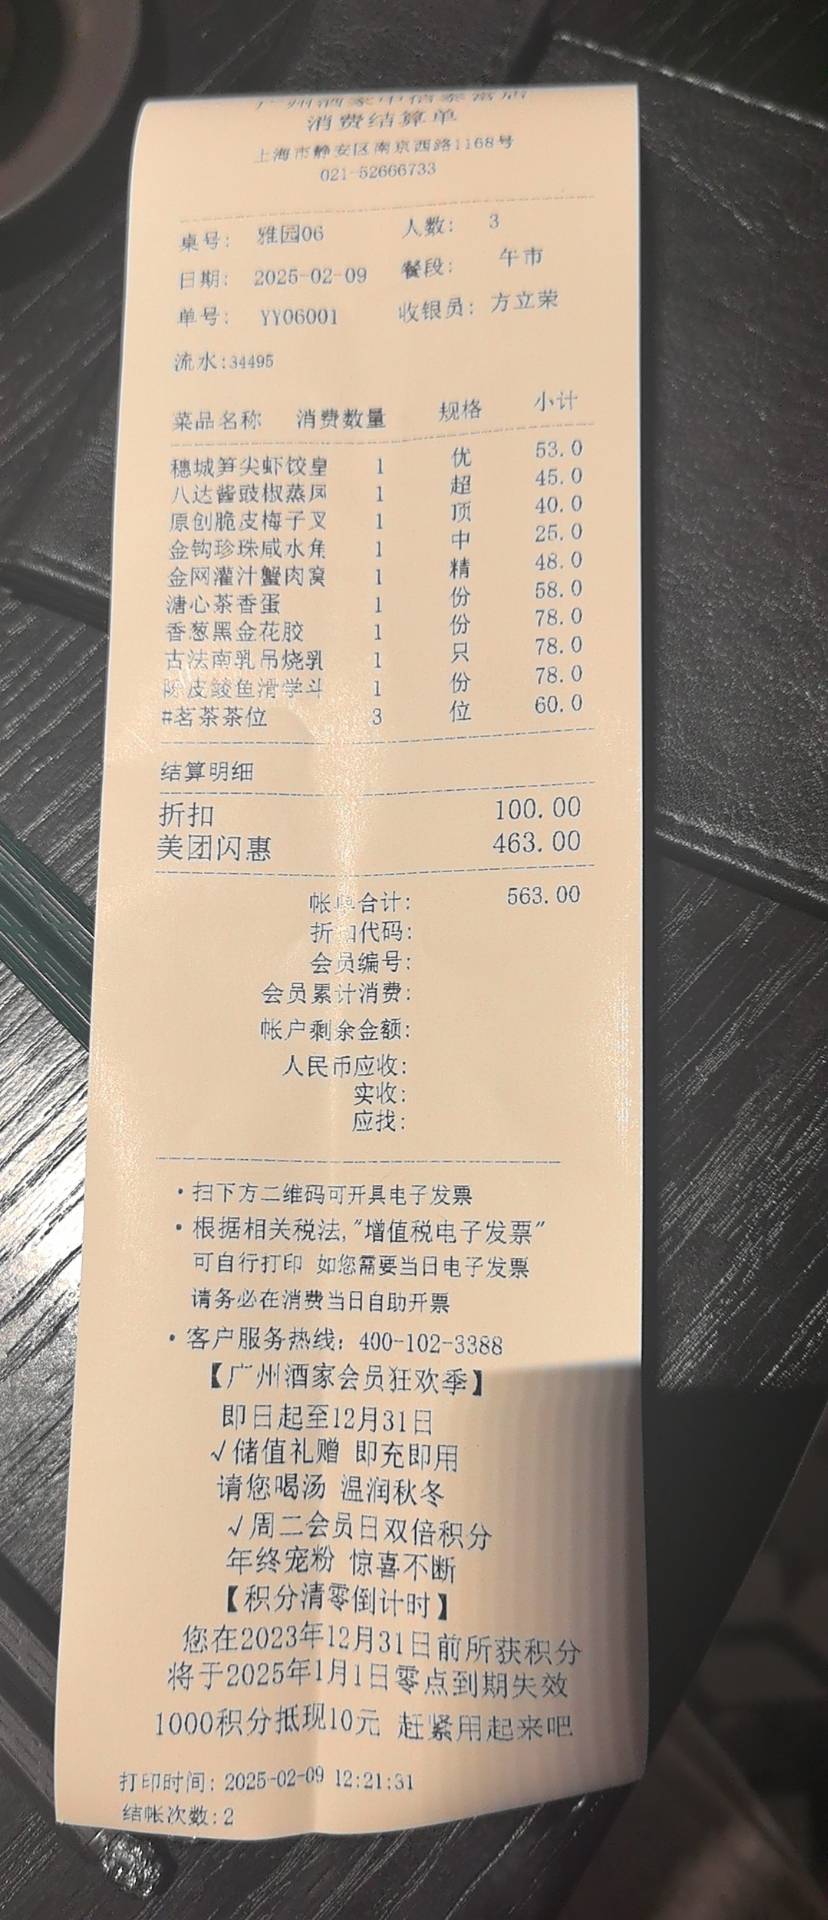 广州酒家中信泰富店
消费结算单
上海市静安区南京西路1168号
021-52666733
桌号: 雅园06 人数: 3
日期: 2025-02-09 餐段: 午市
单号: YY06001 收银员: 方立荣
流水:34495
菜品名称 消费数量 规格 小计
穗城笋尖虾饺皇 1 优 53.0
八达酱豉椒蒸凤 1 超 45.0
原创脆皮梅子叉 1 顶 40.0
金钩珍珠咸水角 1 中 25.0
金网灌汁蟹肉窝 1 精 48.0
溏心茶香蛋 1 份 58.0
香葱黑金花胶 1 份 78.0
古法南乳吊烧乳 1 只 78.0
陈皮鲮鱼滑学斗 1 份 78.0
#茗茶茶位 3 位 60.0
结算明细
折扣 100.00
美团闪惠 463.00
帐单合计: 563.00
折扣代码:
会员编号:
会员累计消费:
帐户剩余金额:
人民币应收:
实收:
应找:
·扫下方二维码可开具电子发票
·根据相关税法,"增值税电子发票"
可自行打印 如您需要当日电子发票
请务必在消费当日自助开票
·客户服务热线: 400-102-3388
【广州酒家会员狂欢季】
即日起至12月31日
√储值礼赠 即充即用
请您喝汤 温润秋冬
√周二会员日双倍积分
年终宠粉 惊喜不断
【积分清零倒计时】
您在2023年12月31日前所获积分
将于2025年1月1日零点到期失效
1000积分抵现10元 赶紧用起来吧
打印时间: 2025-02-09 12:21:31
结帐次数:2